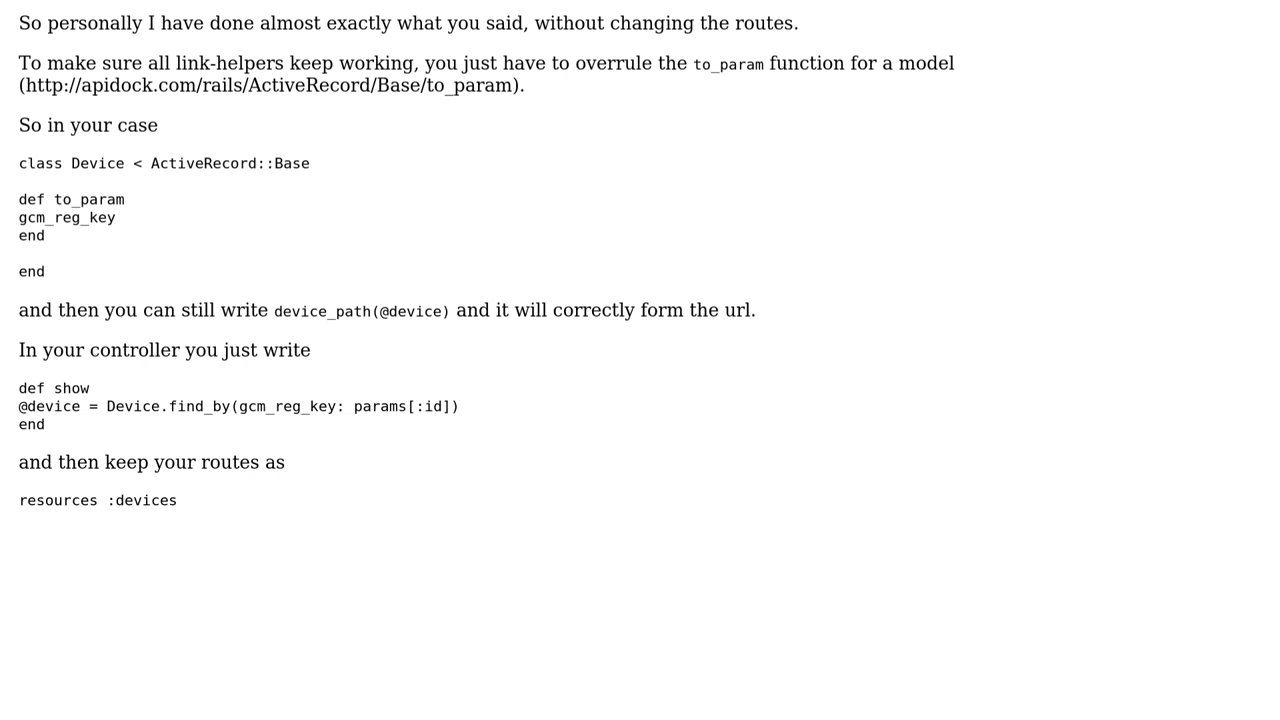 So personally I have done almost exactly what you said, without changing the routes.
To make sure all link-helpers keep working, you just have to overrule the to_param function for a model
(http://apidock.com/rails/ActiveRecord/Base/to_param).
So in your case
class Device < ActiveRecord::Base
def to_param
gcm_reg_key
end
end
and then you can still write device_path(@device) and it will correctly form the url.
In your controller you just write
def show
@device = Device.find_by(gcm_reg_key: params[:id])
end
and then keep your routes as
resources :devices